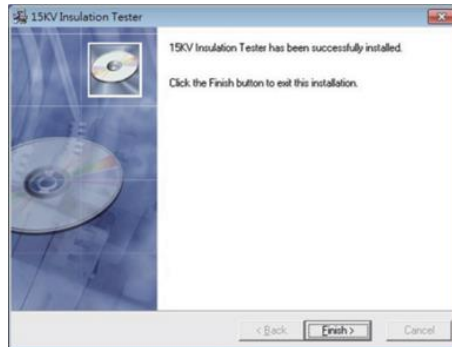 15KV Insulation Tester
15KV Insulation Tester has been successfully installed.
Click the Finish button to exit this installation.
< Back
Finish >
Cancel